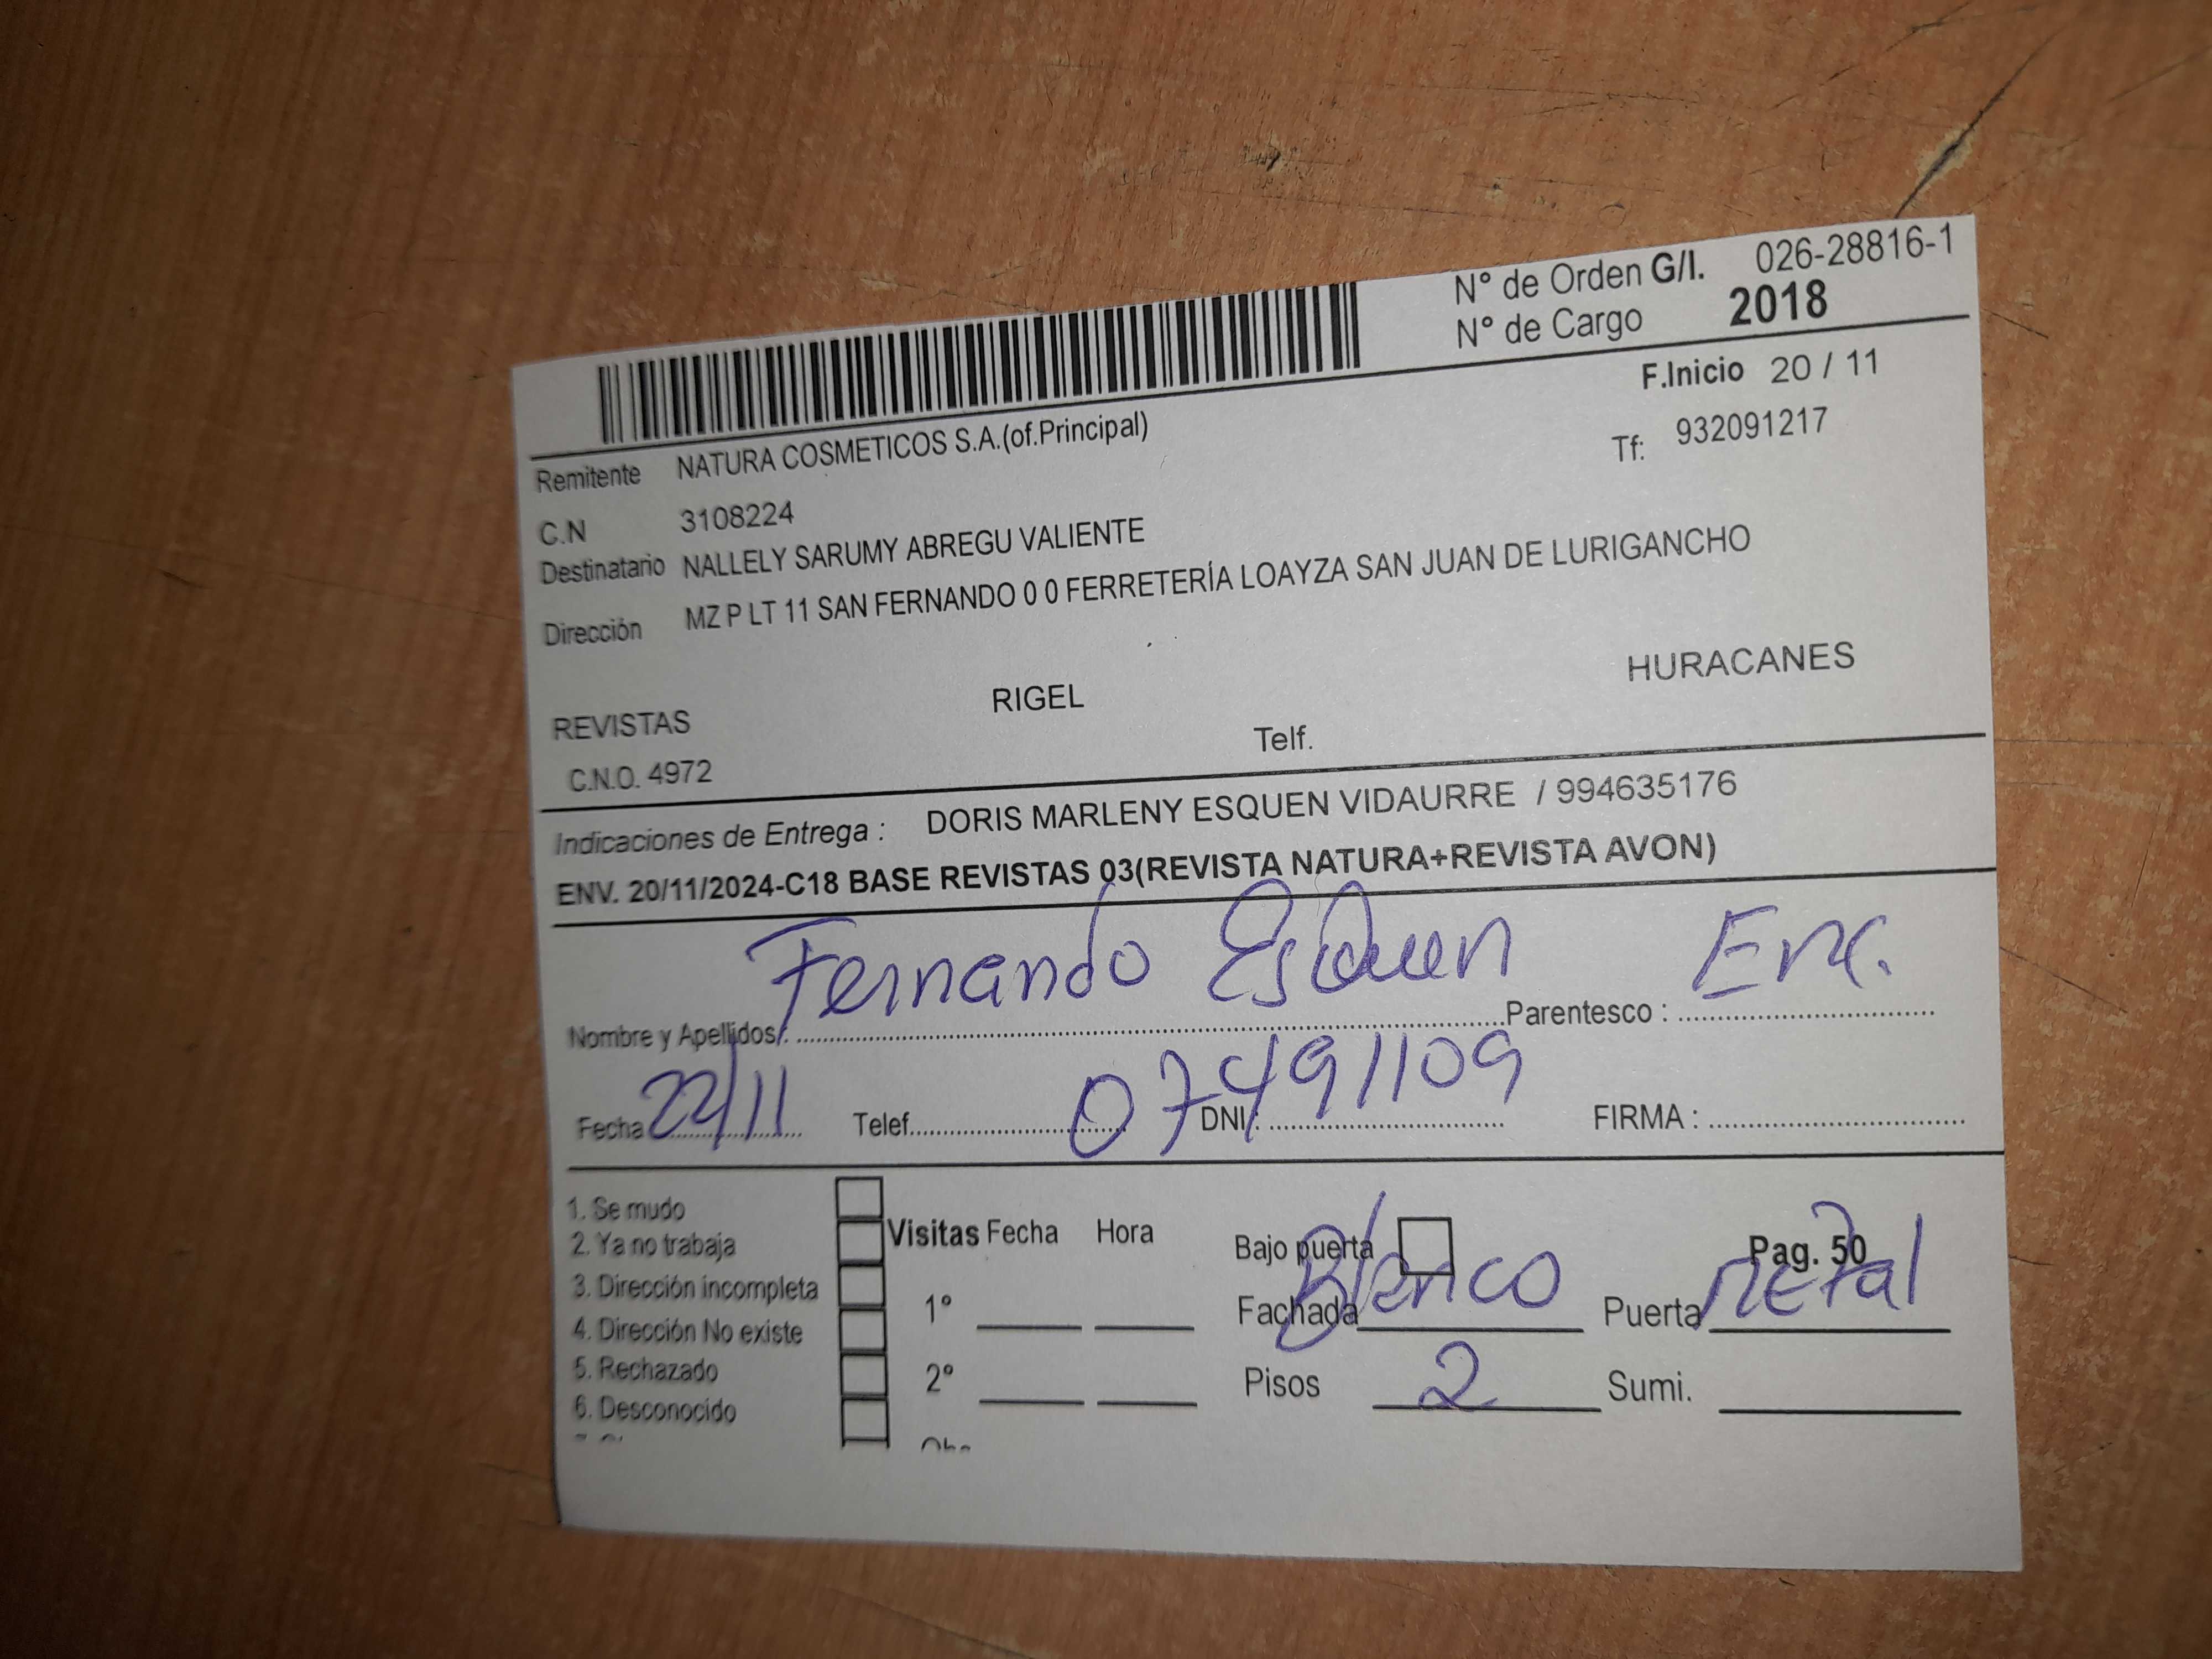 N° de Orden G/I. 026-28816-1
N° de Cargo 2018
F.Inicio 20 / 11
Remitente NATURA COSMETICOS S.A.(of.Principal) Tf: 932091217
C.N 3108224
Destinatario NALLELY SARUMY ABREGU VALIENTE
Dirección MZ P LT 11 SAN FERNANDO 0 0 FERRETERÍA LOAYZA SAN JUAN DE LURIGANCHO
REVISTAS RIGEL HURACANES
C.N.O. 4972 Telf.
Indicaciones de Entrega : DORIS MARLENY ESQUEN VIDAURRE / 994635176
ENV. 20/11/2024-C18 BASE REVISTAS 03(REVISTA NATURA+REVISTA AVON)
Nombre y Apellidos: Fernando EsQuen Parentesco : Enc.
Fecha 22/11 Telef. DNI : 07491109 FIRMA :
1. Se mudo
2. Ya no trabaja
3. Dirección incompleta
4. Dirección No existe
5. Rechazado
6. Desconocido
Visitas Fecha Hora
1°
2°
Obs
Bajo puerta Pag. 50
Fachada Blanco Puerta metal
Pisos 2 Sumi.